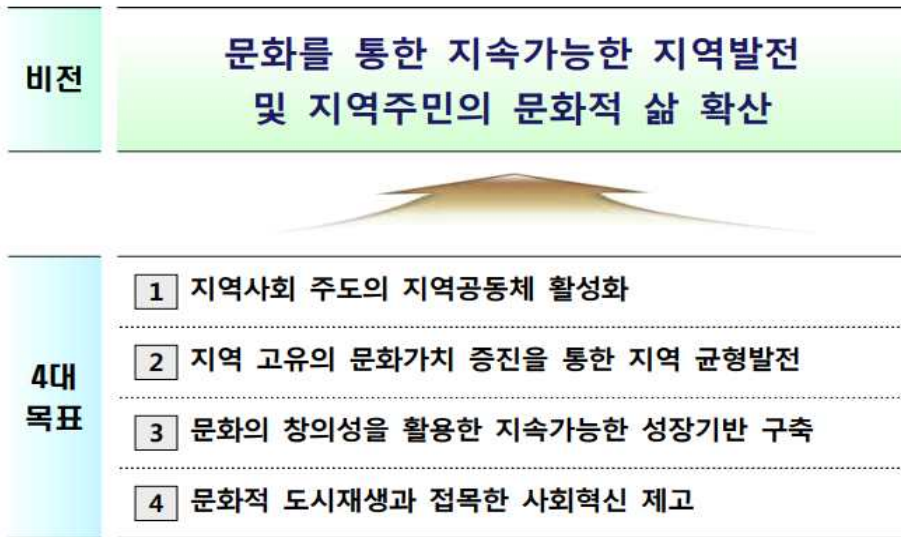 비전
문화를 통한 지속가능한 지역발전
및 지역주민의 문화적 삶 확산
4대
목표
1 지역사회 주도의 지역공동체 활성화
2 지역 고유의 문화가치 증진을 통한 지역 균형발전
3 문화의 창의성을 활용한 지속가능한 성장기반 구축
4 문화적 도시재생과 접목한 사회혁신 제고